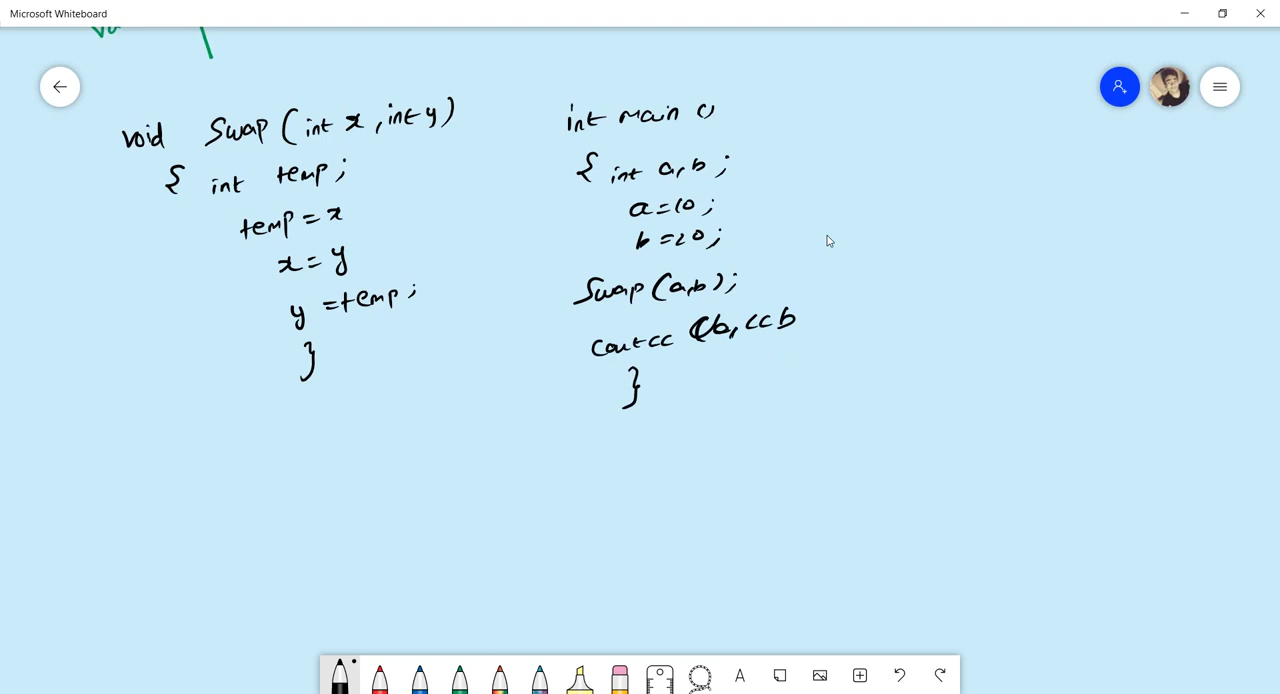 Microsoft Whiteboard
void Swap (int x, int y)
{ int temp;
temp = x
x = y
y = temp;
}
int main ()
{ int a, b;
a = 10;
b = 20;
Swap (a, b);
cout <<
<< b
}
A